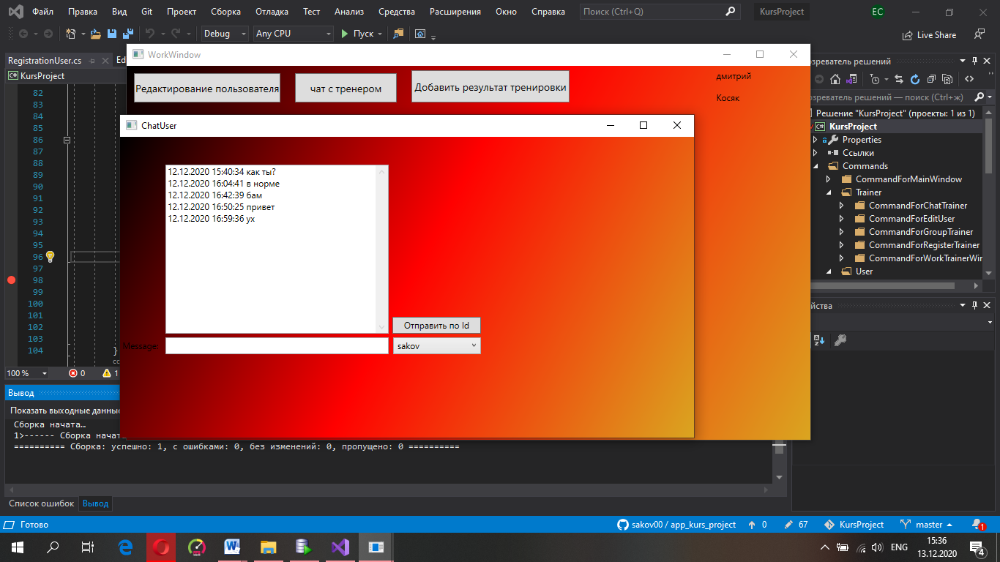 Файл Правка Вид Git Проект Сборка Отладка Тест Анализ Средства Расширения Окно Справка Поиск (Ctrl+Q) KursProject EC
Debug Any CPU Пуск Live Share
RegistrationUser.cs Ed
KursProject
WorkWindow
Редактирование пользователя чат с тренером Добавить результат тренировки
дмитрий
Косяк
ChatUser
12.12.2020 15:40:34 как ты?
12.12.2020 16:04:41 в норме
12.12.2020 16:42:39 бам
12.12.2020 16:50:25 привет
12.12.2020 16:59:36 ух
Отправить по Id
Message: sakov
82
83
84
85
86
87
88
89
90
91
92
93
94
95
96
97
98
99
100
101
102
103
104 }
100 % 0 1
озреватель решений
озреватель решений — поиск (Ctrl+ж)
Решение "KursProject" (проекты: 1 из 1)
KursProject
Properties
Ссылки
Commands
CommandForMainWindow
Trainer
CommandForChatTrainer
CommandForEditUser
CommandForGroupTrainer
CommandForRegisterTrainer
CommandForWorkTrainerWir
User
йства
Вывод
Показать выходные данные
Сборка начата…
1>------ Сборка начат
========== Сборка: успешно: 1, с ошибками: 0, без изменений: 0, пропущено: 0 ==========
Список ошибок Вывод
Готово sakov00 / app_kurs_project 0 67 KursProject master 1
ENG 15:36
13.12.2020 4